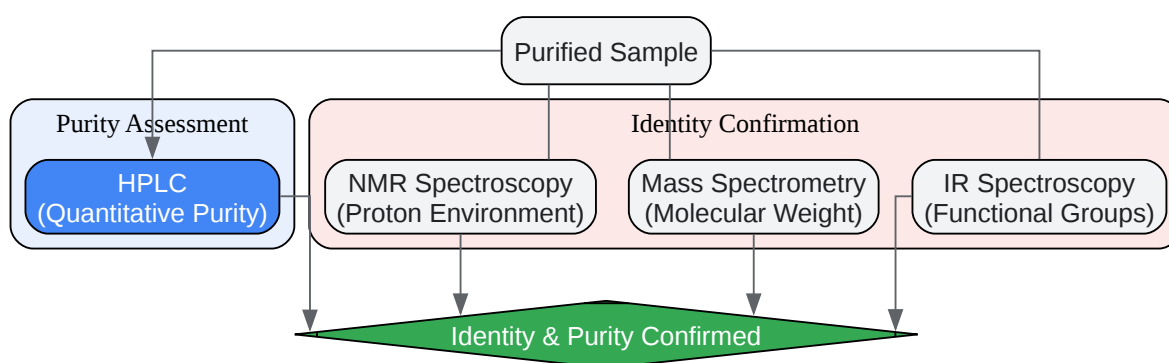 Purified Sample
Purity Assessment
Identity Confirmation
HPLC
(Quantitative Purity)
NMR Spectroscopy
(Proton Environment)
Mass Spectrometry
(Molecular Weight)
IR Spectroscopy
(Functional Groups)
Identity & Purity Confirmed